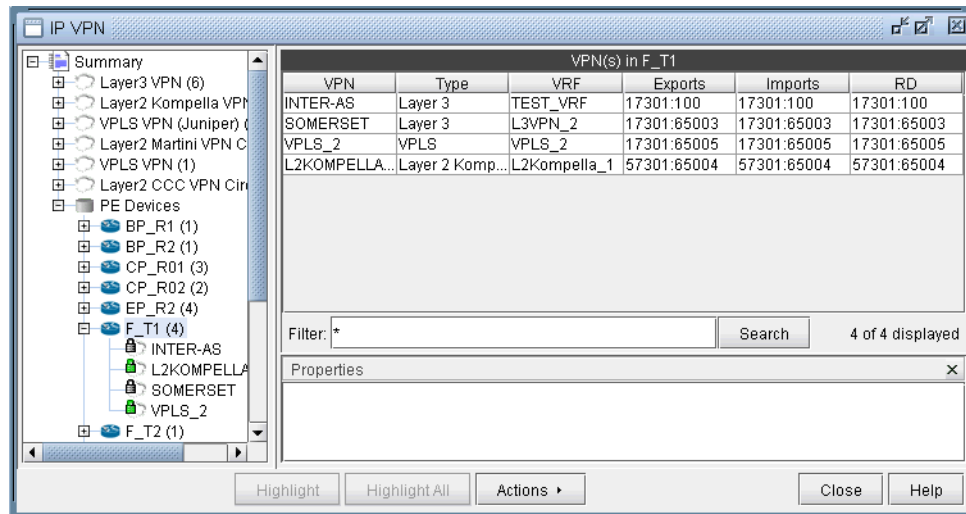 IP VPN
Summary
Layer3 VPN (6)
Layer2 Kompella VPN
VPLS VPN (Juniper) (
Layer2 Martini VPN C
VPLS VPN (1)
Layer2 CCC VPN Cir
PE Devices
BP_R1 (1)
BP_R2 (1)
CP_R01 (3)
CP_R02 (2)
EP_R2 (4)
F_T1 (4)
INTER-AS
L2KOMPELLA
SOMERSET
VPLS_2
F_T2 (1)
VPN(s) in F_T1
VPN Type VRF Exports Imports RD
INTER-AS Layer 3 TEST_VRF 17301:100 17301:100 17301:100
SOMERSET Layer 3 L3VPN_2 17301:65003 17301:65003 17301:65003
VPLS_2 VPLS VPLS_2 17301:65005 17301:65005 17301:65005
L2KOMPELLA... Layer 2 Komp... L2Kompella_1 57301:65004 57301:65004 57301:65004
Filter: * Search 4 of 4 displayed
Properties
Highlight Highlight All Actions Close Help